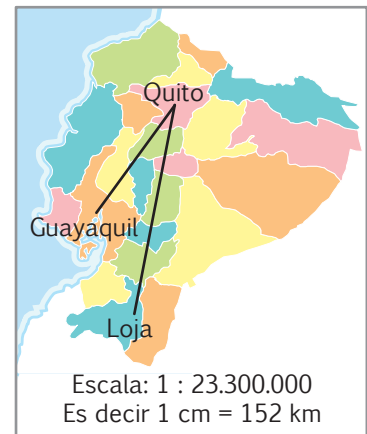 Quito
Guayaquil
Loja
Escala: 1 : 23.300.000
Es decir 1 cm = 152 km